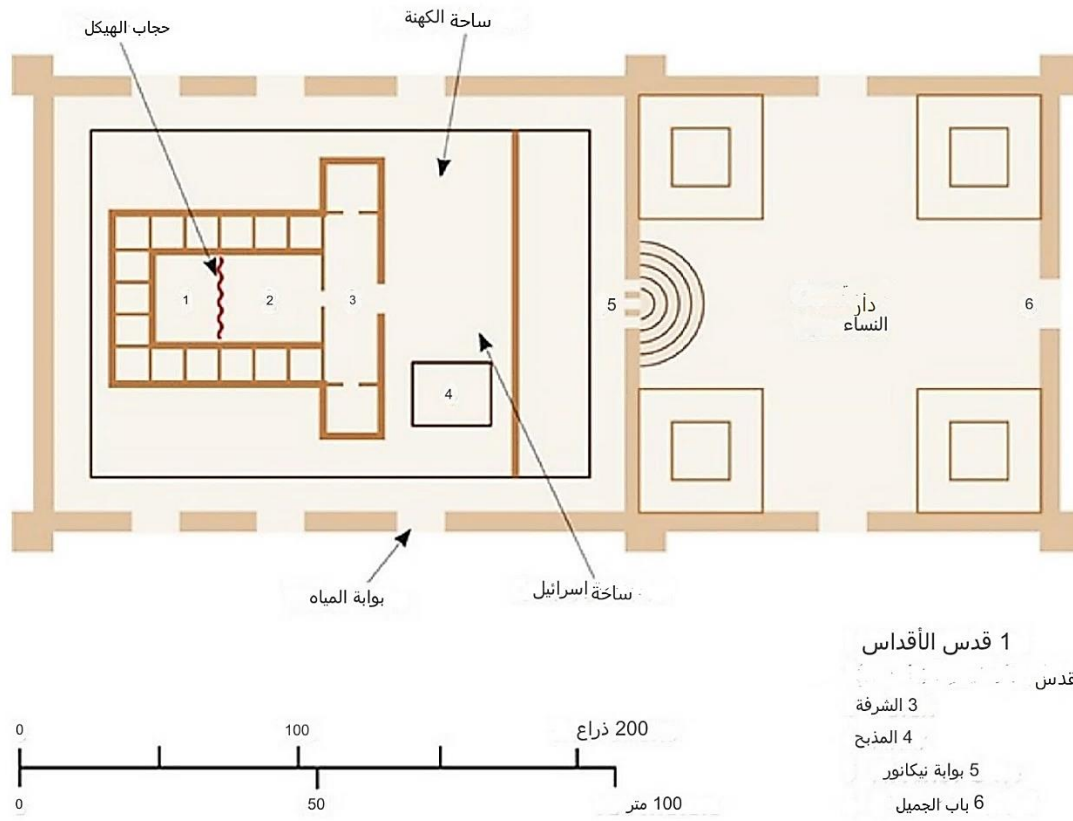 ساحة الكهنة
حجاب الهيكل
1
2
3
4
5
6
دار
النساء
بوابة المياه
ساحة اسرائيل
1 قدس الأقداس
قدس
3 الشرفة
4 المذبح
5 بوابة نيكانور
6 باب الجميل
0
100
200 ذراع
0
50
100 متر